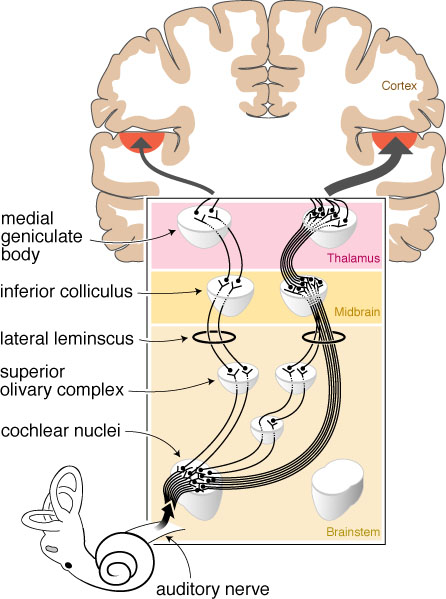 Cortex
medial
geniculate
body
Thalamus
inferior colliculus
Midbrain
lateral leminscus
superior
olivary complex
cochlear nuclei
Brainstem
auditory nerve